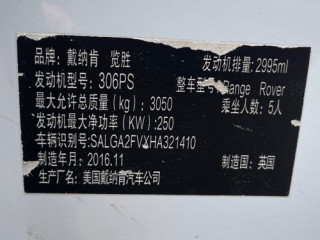 品牌：戴纳肯 览胜 发动机排量：2995ml
发动机型号：306PS 整车型号：Range Rover
最大允许总质量（kg）：3050 乘坐人数：5人
发动机最大净功率（KW）：250
车辆识别号：SALGA2FVXHA321410
制造年月：2016.11 制造国：英国
生产厂名：美国戴纳肯汽车公司